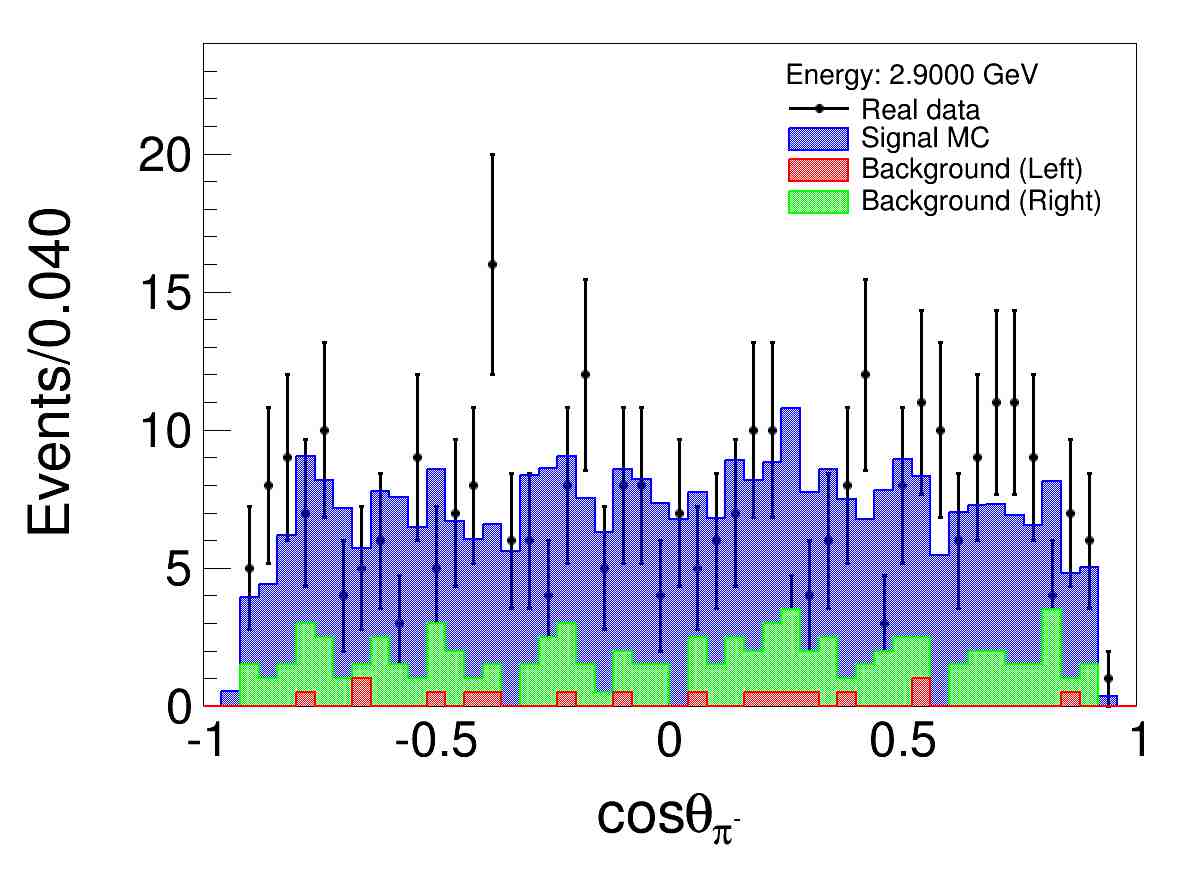 Energy: 2.9000 GeV
Real data
Signal MC
Background (Left)
Background (Right)
Events/0.040
20
15
10
5
0
-1
-0.5
0
0.5
1
cosθπ-